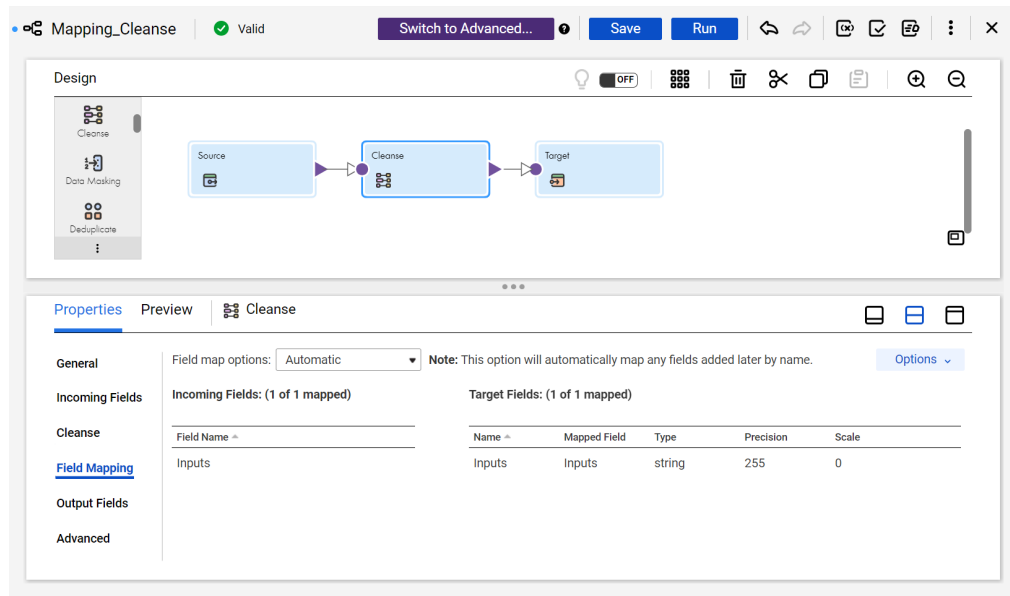 Mapping_Cleanse Valid Switch to Advanced... ? Save Run
Design OFF
Cleanse
Data Masking
Deduplicate
Source Cleanse Target
Properties Preview Cleanse
General
Incoming Fields
Cleanse
Field Mapping
Output Fields
Advanced
Field map options: Automatic Note: This option will automatically map any fields added later by name. Options
Incoming Fields: (1 of 1 mapped) Target Fields: (1 of 1 mapped)
Field Name Name Mapped Field Type Precision Scale
Inputs Inputs Inputs string 255 0